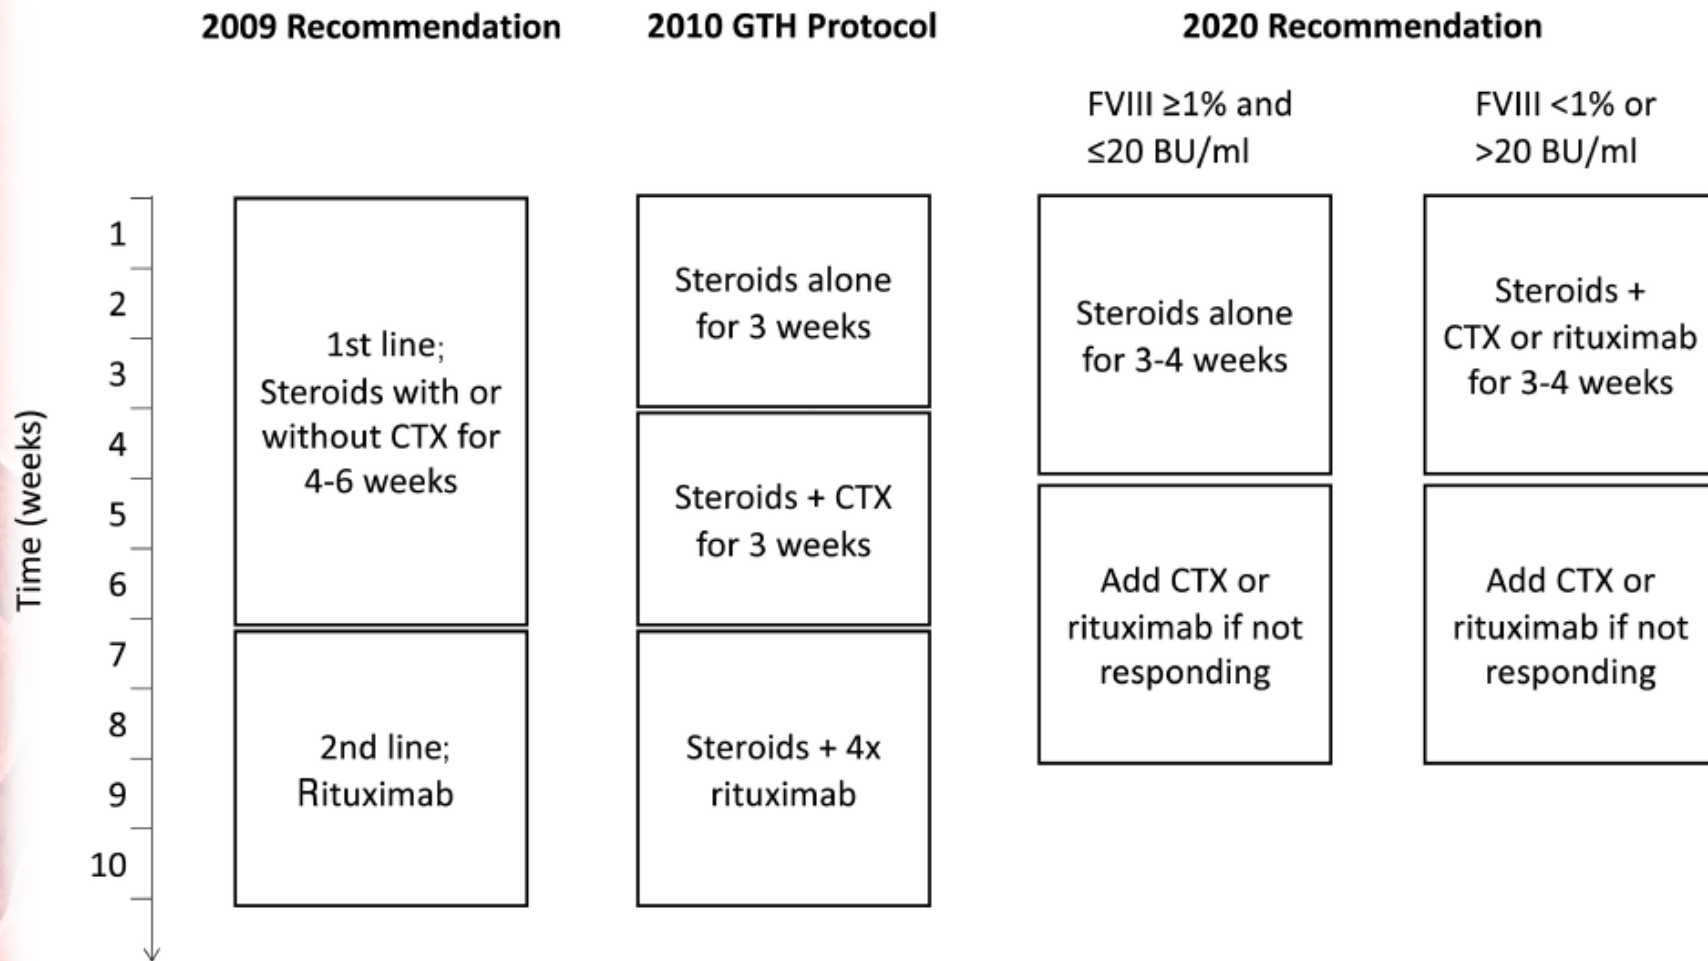 2009 Recommendation
2010 GTH Protocol
2020 Recommendation
FVIII ≥1% and
≤20 BU/ml
FVIII <1% or
>20 BU/ml
Time (weeks)
1
2
3
4
5
6
7
8
9
10
1st line;
Steroids with or
without CTX for
4-6 weeks
2nd line;
Rituximab
Steroids alone
for 3 weeks
Steroids + CTX
for 3 weeks
Steroids + 4x
rituximab
Steroids alone
for 3-4 weeks
Add CTX or
rituximab if not
responding
Steroids +
CTX or rituximab
for 3-4 weeks
Add CTX or
rituximab if not
responding